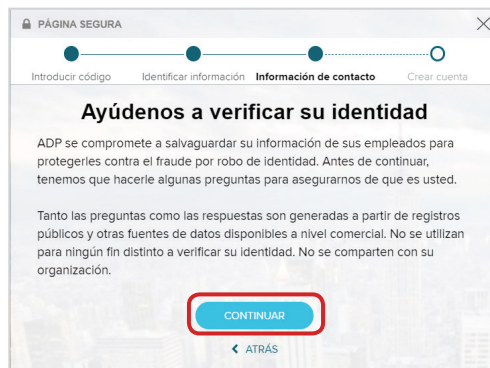 PÁGINA SEGURA
Introducir código Identificar información Información de contacto Crear cuenta
Ayúdenos a verificar su identidad
ADP se compromete a salvaguardar su información de sus empleados para
protegerles contra el fraude por robo de identidad. Antes de continuar,
tenemos que hacerle algunas preguntas para asegurarnos de que es usted.
Tanto las preguntas como las respuestas son generadas a partir de registros
públicos y otras fuentes de datos disponibles a nivel comercial. No se utilizan
para ningún fin distinto a verificar su identidad. No se comparten con su
organización.
CONTINUAR
ATRÁS